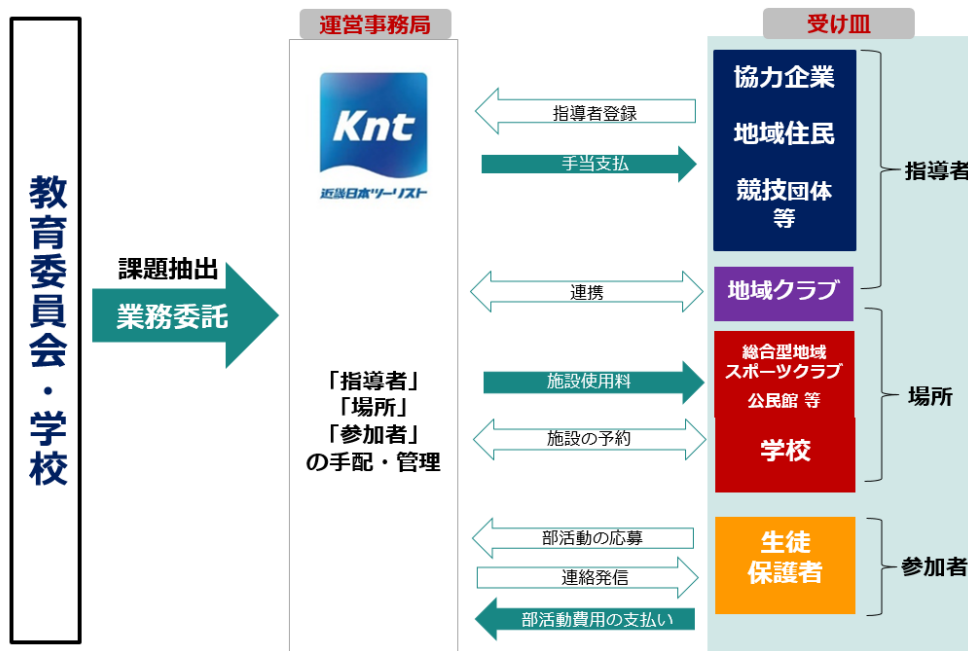 教育委員会・学校
課題抽出
業務委託
運営事務局
Knt
近畿日本ツーリスト
「指導者」
「場所」
「参加者」
の手配・管理
指導者登録
手当支払
連携
施設使用料
施設の予約
部活動の応募
連絡発信
部活動費用の支払い
受け皿
協力企業
地域住民
競技団体
等
地域クラブ
総合型地域
スポーツクラブ
公民館 等
学校
生徒
保護者
指導者
場所
参加者